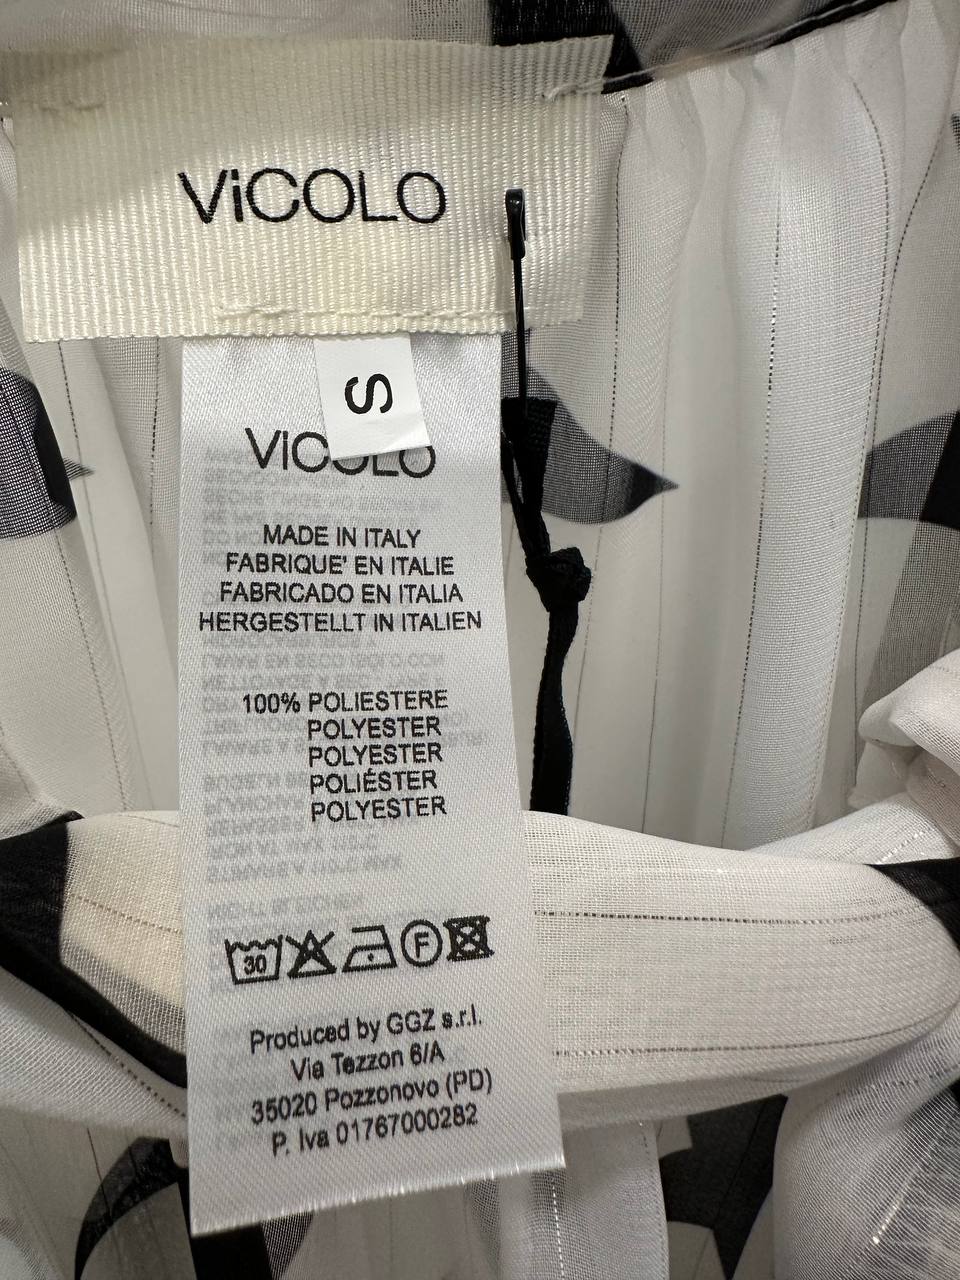 ViCOLO
S
ViCOLO
MADE IN ITALY
FABRIQUE' EN ITALIE
FABRICADO EN ITALIA
HERGESTELLT IN ITALIEN
100% POLIESTERE
POLYESTER
POLYESTER
POLIÉSTER
POLYESTER
30 F
Produced by GGZ s.r.l.
Via Tezzon 6/A
35020 Pozzonovo (PD)
P. Iva 01767000282